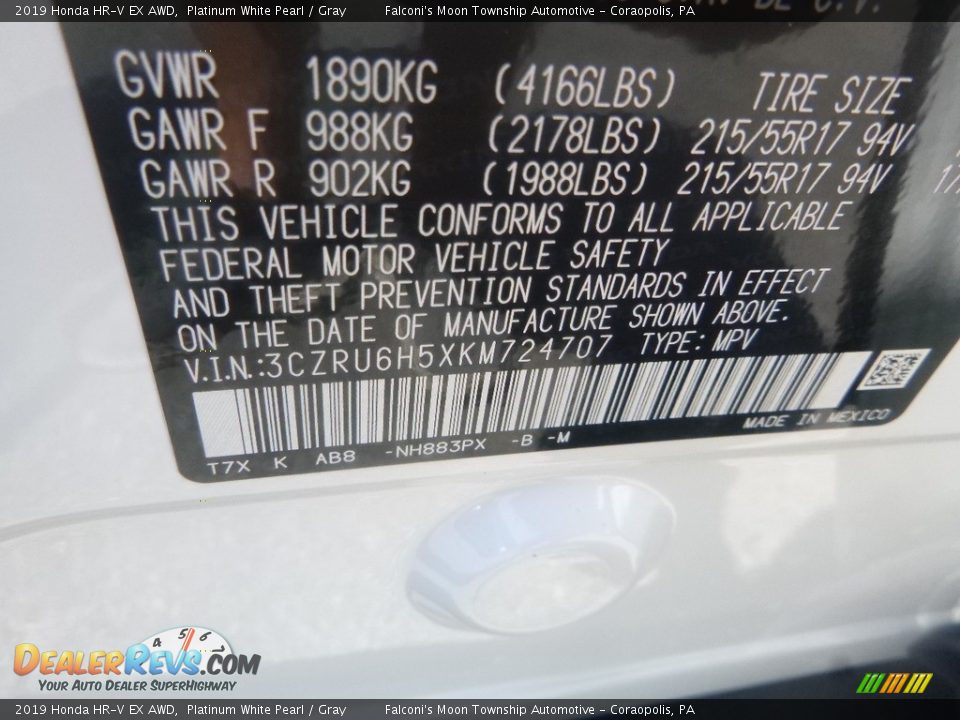 2019 Honda HR-V EX AWD, Platinum White Pearl / Gray Falconi's Moon Township Automotive - Coraopolis, PA
DE C.V.
GVWR 1890KG (4166LBS) TIRE SIZE
GAWR F 988KG (2178LBS) 215/55R17 94V
GAWR R 902KG (1988LBS) 215/55R17 94V
THIS VEHICLE CONFORMS TO ALL APPLICABLE
FEDERAL MOTOR VEHICLE SAFETY
AND THEFT PREVENTION STANDARDS IN EFFECT
ON THE DATE OF MANUFACTURE SHOWN ABOVE.
V.I.N.:3CZRU6H5XKM724707 TYPE: MPV
MADE IN MEXICO
T7X K AB8 -NH883PX -B -M
4 5 6
DealerRevs.com
Your Auto Dealer SuperHighway
2019 Honda HR-V EX AWD, Platinum White Pearl / Gray Falconi's Moon Township Automotive - Coraopolis, PA